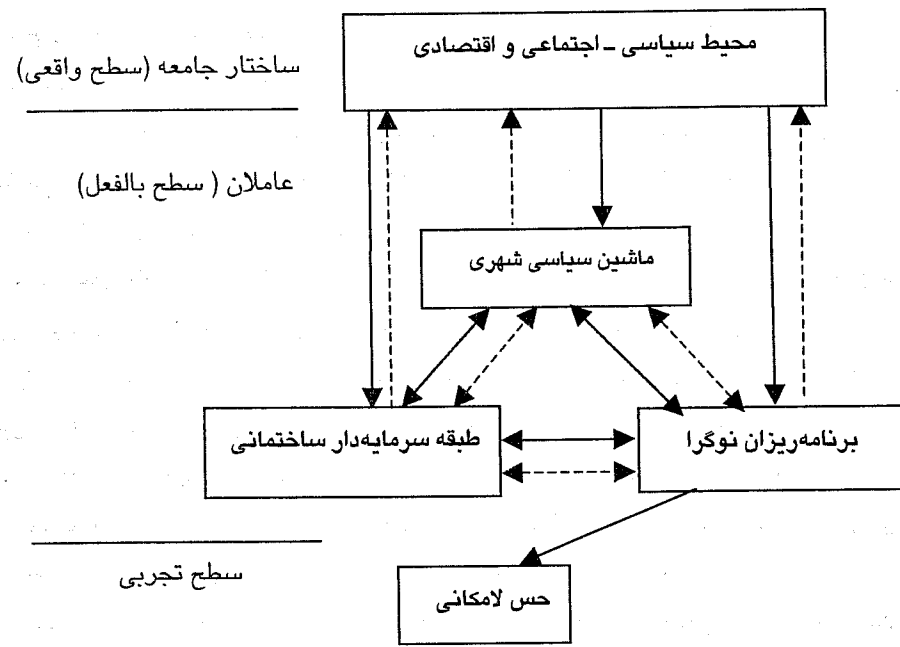 محیط سیاسی – اجتماعی و اقتصادی
ساختار جامعه (سطح واقعی)
عاملان ( سطح بالفعل)
ماشین سیاسی شهری
طبقه سرمایه‌دار ساختمانی
برنامه‌ریزان نوگرا
سطح تجربی
حس لامکانی